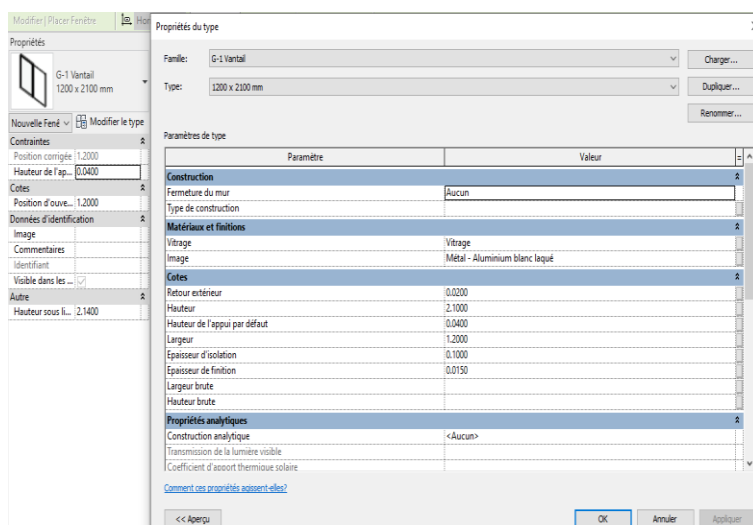 Modifier | Placer Fenêtre
Hor
Propriétés
G-1 Vantail
1200 x 2100 mm
Nouvelle Fené
Modifier le type
Contraintes
Position corrigée 1.2000
Hauteur de l'ap... 0.0400
Cotes
Position d'ouve... 1.2000
Données d'identification
Image
Commentaires
Identifiant
Visible dans les ...
Autre
Hauteur sous li... 2.1400
Propriétés du type
Famille: G-1 Vantail Charger...
Type: 1200 x 2100 mm Dupliquer...
Renommer...
Paramètres de type
Paramètre Valeur =
Construction
Fermeture du mur Aucun
Type de construction
Matériaux et finitions
Vitrage Vitrage
Image Métal - Aluminium blanc laqué
Cotes
Retour extérieur 0.0200
Hauteur 2.1000
Hauteur de l'appui par défaut 0.0400
Largeur 1.2000
Epaisseur d'isolation 0.1000
Epaisseur de finition 0.0150
Largeur brute
Hauteur brute
Propriétés analytiques
Construction analytique <Aucun>
Transmission de la lumière visible
Coefficient d'apport thermique solaire
Comment ces propriétés agissent-elles?
<< Aperçu OK Annuler Appliquer